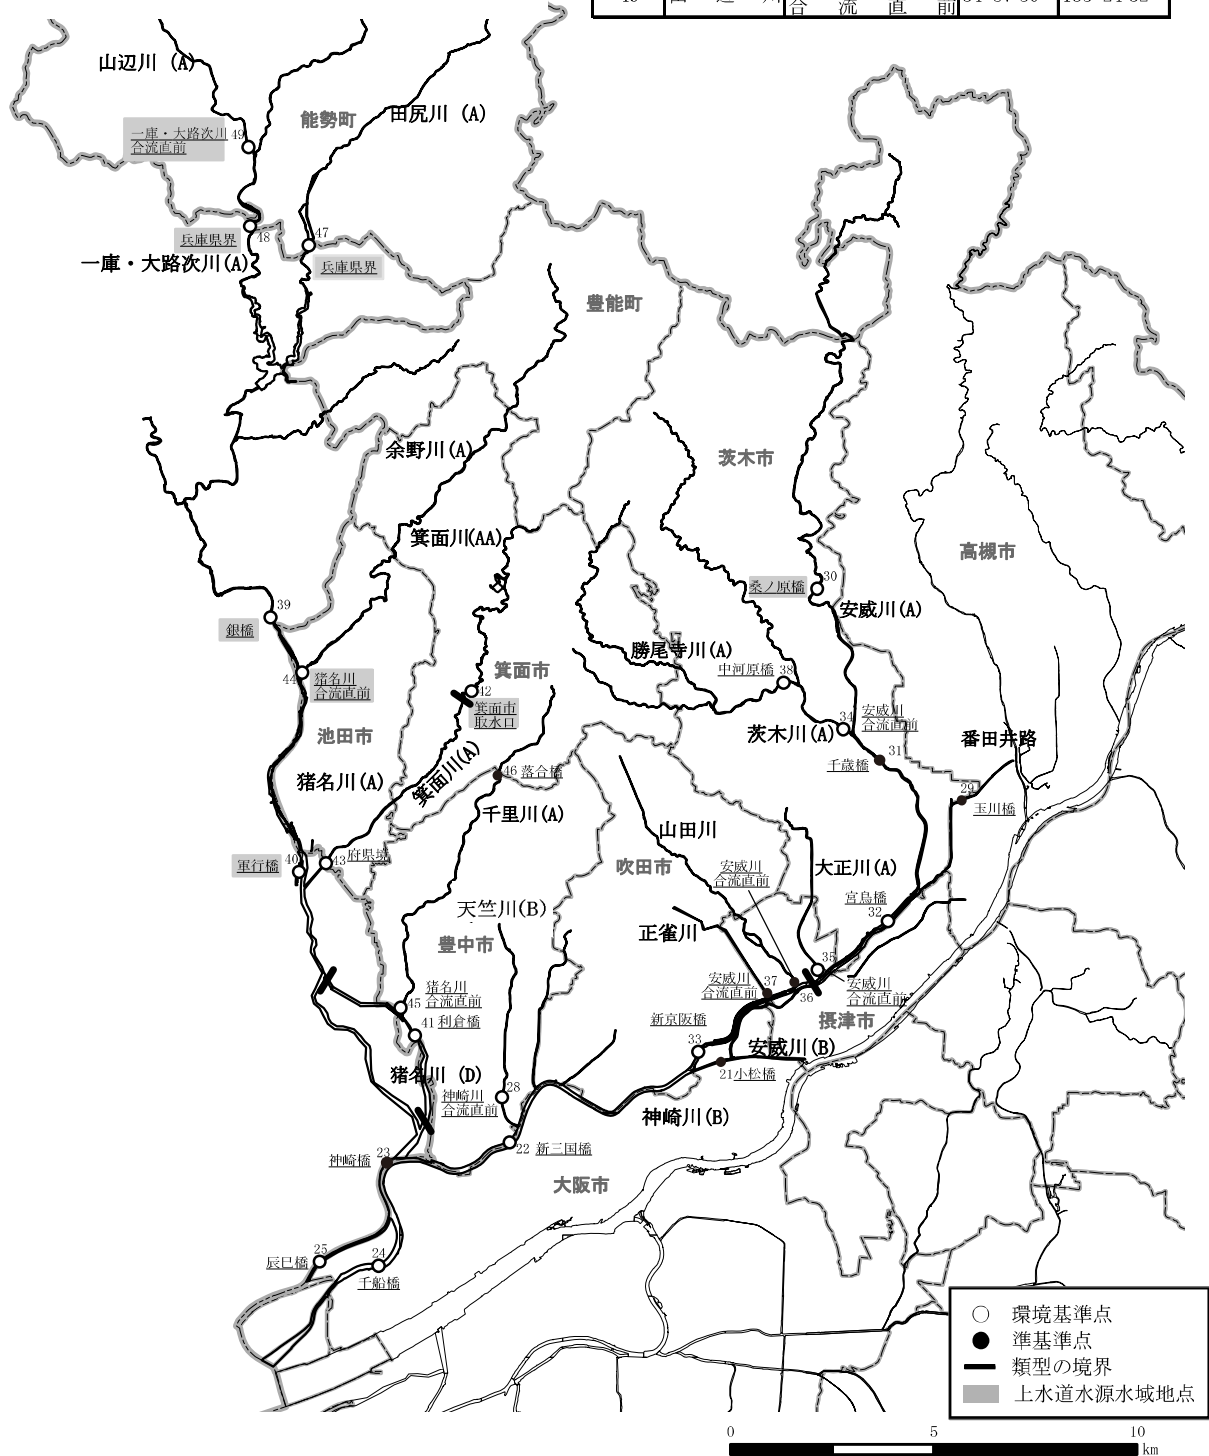 合流直前
山辺川 (A)
能勢町
田尻川 (A)
一庫・大路次川 49
合流直前
兵庫県界
48
47
兵庫県界
一庫・大路次川(A)
豊能町
余野川(A)
茨木市
箕面川(AA)
高槻市
30
桑ノ原橋
安威川(A)
39
銀橋
勝尾寺川(A)
箕面市
中河原橋 38
44
猪名川
合流直前
42
箕面市
取水口
34
安威川
合流直前
池田市
茨木川(A)
番田井路
31
千歳橋
猪名川(A)
箕面川(A)
46 落合橋
29
玉川橋
千里川(A)
山田川
吹田市
安威川
合流直前
大正川(A)
軍行橋
40
43 府県境
宮鳥橋
32
天竺川(B)
正雀川
豊中市
35
安威川
合流直前
37
36
安威川
合流直前
猪名川
合流直前
45
摂津市
新京阪橋
41 利倉橋
33
安威川(B)
猪名川 (D)
21 小松橋
神崎川
合流直前
28
神崎川(B)
22 新三国橋
神崎橋
23
大阪市
辰巳橋
25
24
千船橋
環境基準点
準基準点
類型の境界
上水道水源水域地点
0 5 10
km